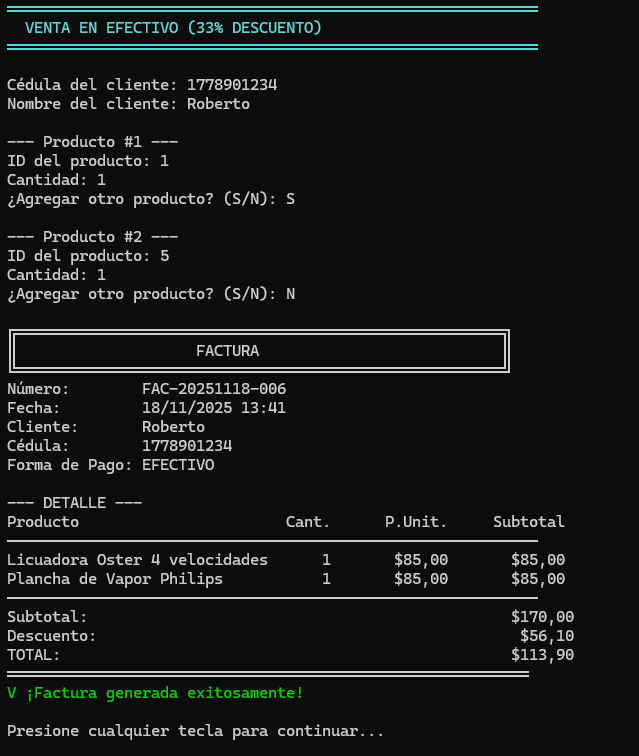 VENTA EN EFECTIVO (33% DESCUENTO)
Cédula del cliente: 1778901234
Nombre del cliente: Roberto
--- Producto #1 ---
ID del producto: 1
Cantidad: 1
¿Agregar otro producto? (S/N): S
--- Producto #2 ---
ID del producto: 5
Cantidad: 1
¿Agregar otro producto? (S/N): N
FACTURA
Número: FAC-20251118-006
Fecha: 18/11/2025 13:41
Cliente: Roberto
Cédula: 1778901234
Forma de Pago: EFECTIVO
--- DETALLE ---
Producto Cant. P.Unit. Subtotal
Licuadora Oster 4 velocidades 1 $85,00 $85,00
Plancha de Vapor Philips 1 $85,00 $85,00
Subtotal: $170,00
Descuento: $56,10
TOTAL: $113,90
V ¡Factura generada exitosamente!
Presione cualquier tecla para continuar...